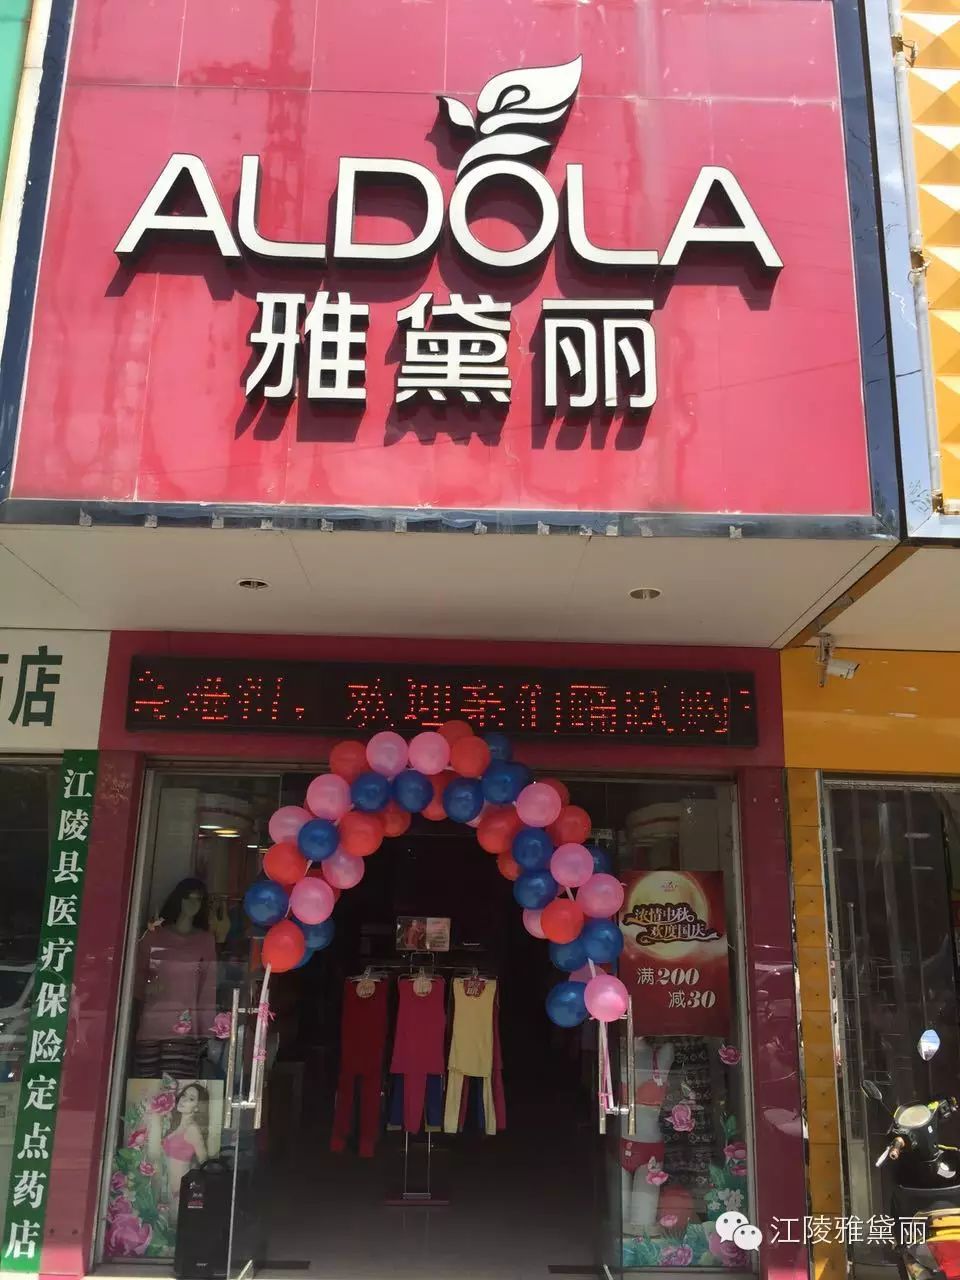 ALDOLA
雅黛丽
店
欢迎亲们
江陵县医疗保险定点药店
ALDOLA
浓情中秋
欢度国庆
满200
减30
江陵雅黛丽